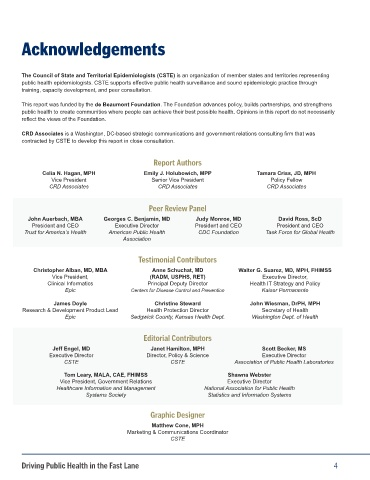 Acknowledgements
The Council of State and Territorial Epidemiologists (CSTE) is an organization of member states and territories representing
public health epidemiologists. CSTE supports effective public health surveillance and sound epidemiologic practice through
training, capacity development, and peer consultation.
This report was funded by the de Beaumont Foundation. The Foundation advances policy, builds partnerships, and strengthens
public health to create communities where people can achieve their best possible health. Opinions in this report do not necessarily
reflect the views of the Foundation.
CRD Associates is a Washington, DC-based strategic communications and government relations consulting firm that was
contracted by CSTE to develop this report in close consultation.
Report Authors
Celia N. Hagan, MPH Emily J. Holubowich, MPP Tamara Criss, JD, MPH
Vice President Senior Vice President Policy Fellow
CRD Associates CRD Associates CRD Associates
Peer Review Panel
John Auerbach, MBA Georges C. Benjamin, MD Judy Monroe, MD David Ross, ScD
President and CEO Executive Director President and CEO President and CEO
Trust for America's Health American Public Health CDC Foundation Task Force for Global Health
Association
Testimonial Contributors
Christopher Alban, MD, MBA Anne Schuchat, MD Walter G. Suarez, MD, MPH, FHIMSS
Vice President, (RADM, USPHS, RET) Executive Director,
Clinical Informatics Principal Deputy Director Health IT Strategy and Policy
Epic Centers for Disease Control and Prevention Kaiser Permanente
James Doyle Christine Steward John Wiesman, DrPH, MPH
Research & Development Product Lead Health Protection Director Secretary of Health
Epic Sedgwick County, Kansas Health Dept. Washington Dept. of Health
Editorial Contributors
Jeff Engel, MD Janet Hamilton, MPH Scott Becker, MS
Executive Director Director, Policy & Science Executive Director
CSTE CSTE Association of Public Health Laboratories
Tom Leary, MALA, CAE, FHIMSS Shawna Webster
Vice President, Government Relations Executive Director
Healthcare Information and Management National Association for Public Health
Systems Society Statistics and Information Systems
Graphic Designer
Matthew Cone, MPH
Marketing & Communications Coordinator
CSTE
Driving Public Health in the Fast Lane 4